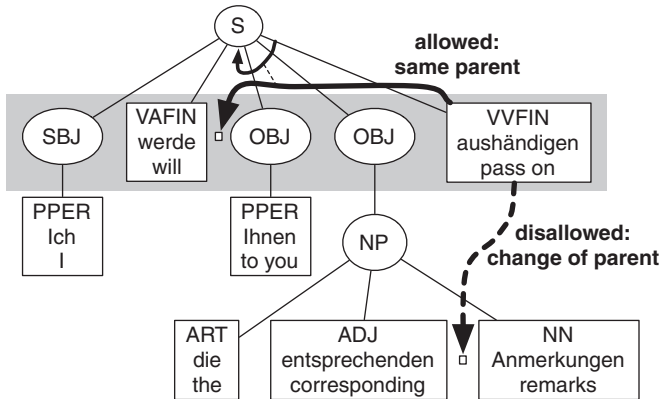 S
allowed:
same parent
SBJ
VAFIN
werde
will
OBJ
OBJ
VVFIN
aushändigen
pass on
PPER
Ich
I
PPER
Ihnen
to you
NP
disallowed:
change of parent
ART
die
the
ADJ
entsprechenden
corresponding
NN
Anmerkungen
remarks